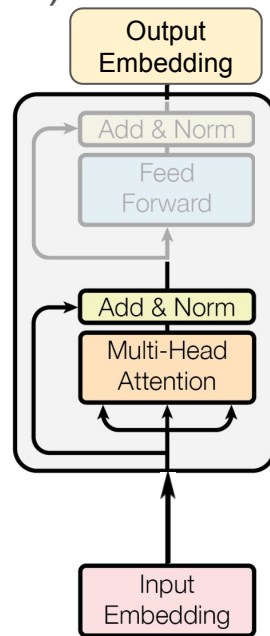 Output
Embedding
Add & Norm
Feed
Forward
Add & Norm
Multi-Head
Attention
Input
Embedding